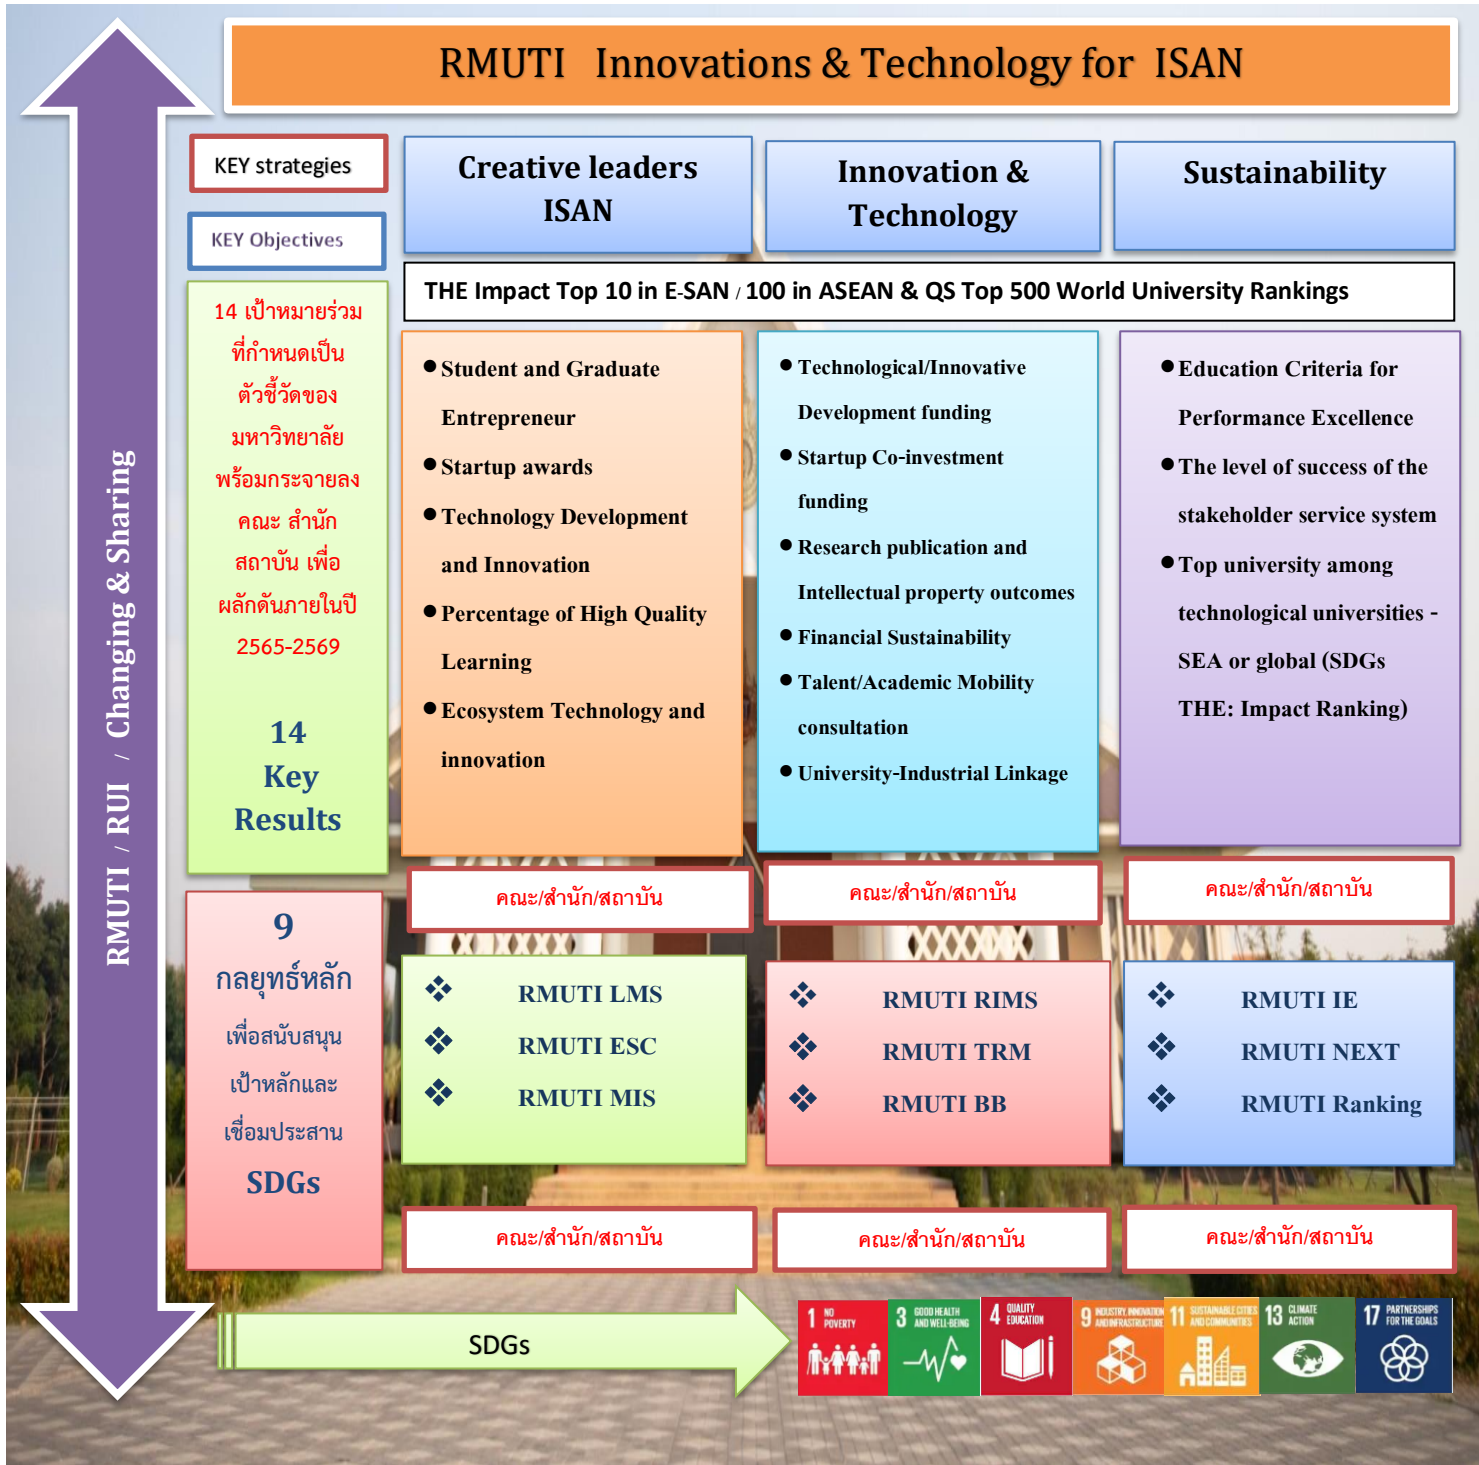 RMUTI Innovations & Technology for ISAN
KEY strategies
Creative leaders
ISAN
Innovation &
Technology
Sustainability
KEY Objectives
THE Impact Top 10 in E-SAN / 100 in ASEAN & QS Top 500 World University Rankings
14 เป้าหมายร่วม
ที่กำหนดเป็น
ตัวชี้วัดของ
มหาวิทยาลัย
พร้อมกระจายลง
คณะ สำนัก
สถาบัน เพื่อ
ผลักดันภายในปี
2565-2569
14
Key
Results
● Student and Graduate
Entrepreneur
● Startup awards
● Technology Development
and Innovation
● Percentage of High Quality
Learning
● Ecosystem Technology and
innovation
● Technological/Innovative
Development funding
● Startup Co-investment
funding
● Research publication and
Intellectual property outcomes
● Financial Sustainability
● Talent/Academic Mobility
consultation
● University-Industrial Linkage
● Education Criteria for
Performance Excellence
● The level of success of the
stakeholder service system
● Top university among
technological universities -
SEA or global (SDGs
THE: Impact Ranking)
คณะ/สำนัก/สถาบัน
คณะ/สำนัก/สถาบัน
คณะ/สำนัก/สถาบัน
9
กลยุทธ์หลัก
เพื่อสนับสนุน
เป้าหลักและ
เชื่อมประสาน
SDGs
❖ RMUTI LMS
❖ RMUTI ESC
❖ RMUTI MIS
❖ RMUTI RIMS
❖ RMUTI TRM
❖ RMUTI BB
❖ RMUTI IE
❖ RMUTI NEXT
❖ RMUTI Ranking
คณะ/สำนัก/สถาบัน
คณะ/สำนัก/สถาบัน
คณะ/สำนัก/สถาบัน
RMUTI / RUI / Changing & Sharing
SDGs
1 NO
POVERTY
3 GOOD HEALTH
AND WELL-BEING
4 QUALITY
EDUCATION
9 INDUSTRY, INNOVATION
AND INFRASTRUCTURE
11 SUSTAINABLE CITIES
AND COMMUNITIES
13 CLIMATE
ACTION
17 PARTNERSHIPS
FOR THE GOALS